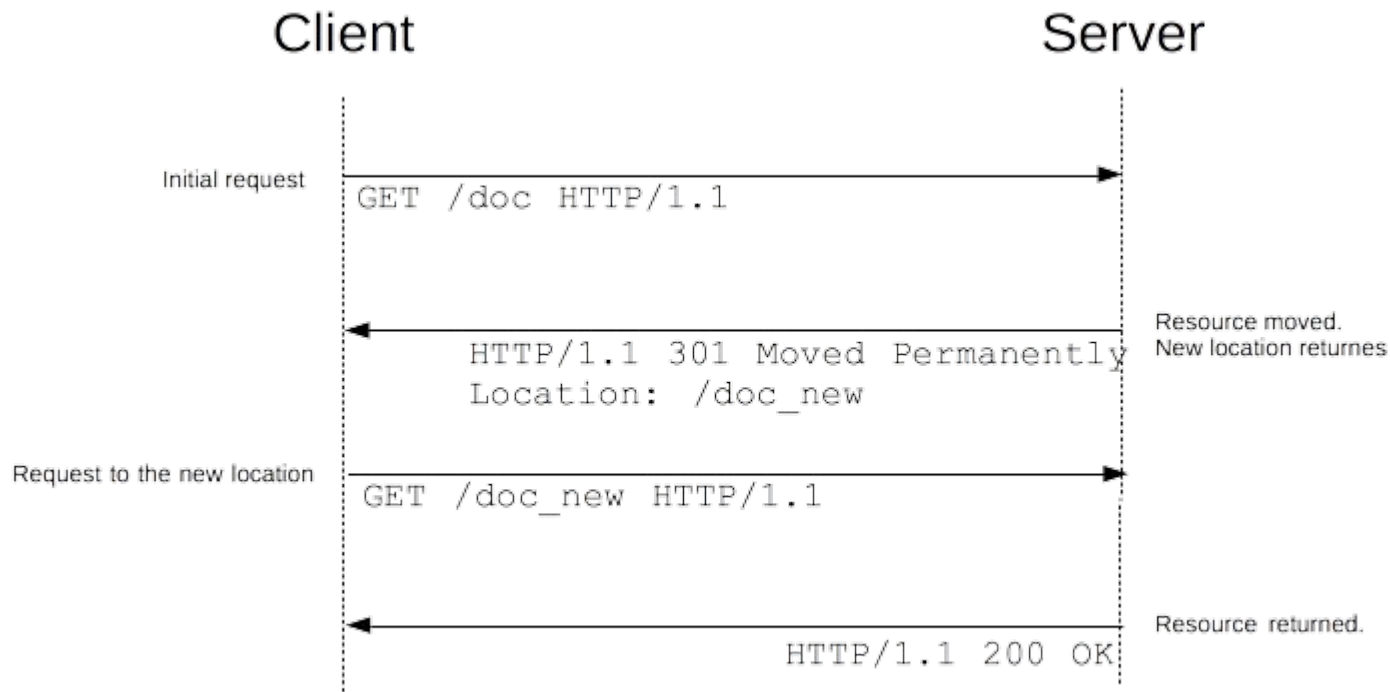 Client
Server
Initial request
GET /doc HTTP/1.1
Resource moved.
New location returnes
HTTP/1.1 301 Moved Permanently
Location: /doc_new
Request to the new location
GET /doc_new HTTP/1.1
Resource returned.
HTTP/1.1 200 OK